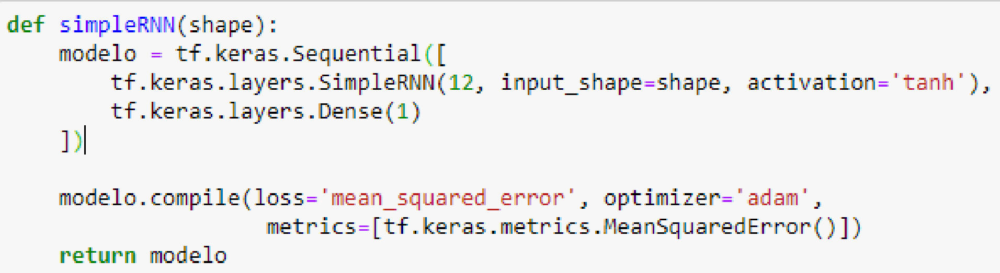 def simpleRNN(shape):
    modelo = tf.keras.Sequential([
        tf.keras.layers.SimpleRNN(12, input_shape=shape, activation='tanh'),
        tf.keras.layers.Dense(1)
    ])
    modelo.compile(loss='mean_squared_error', optimizer='adam',
                    metrics=[tf.keras.metrics.MeanSquaredError()])
    return modelo